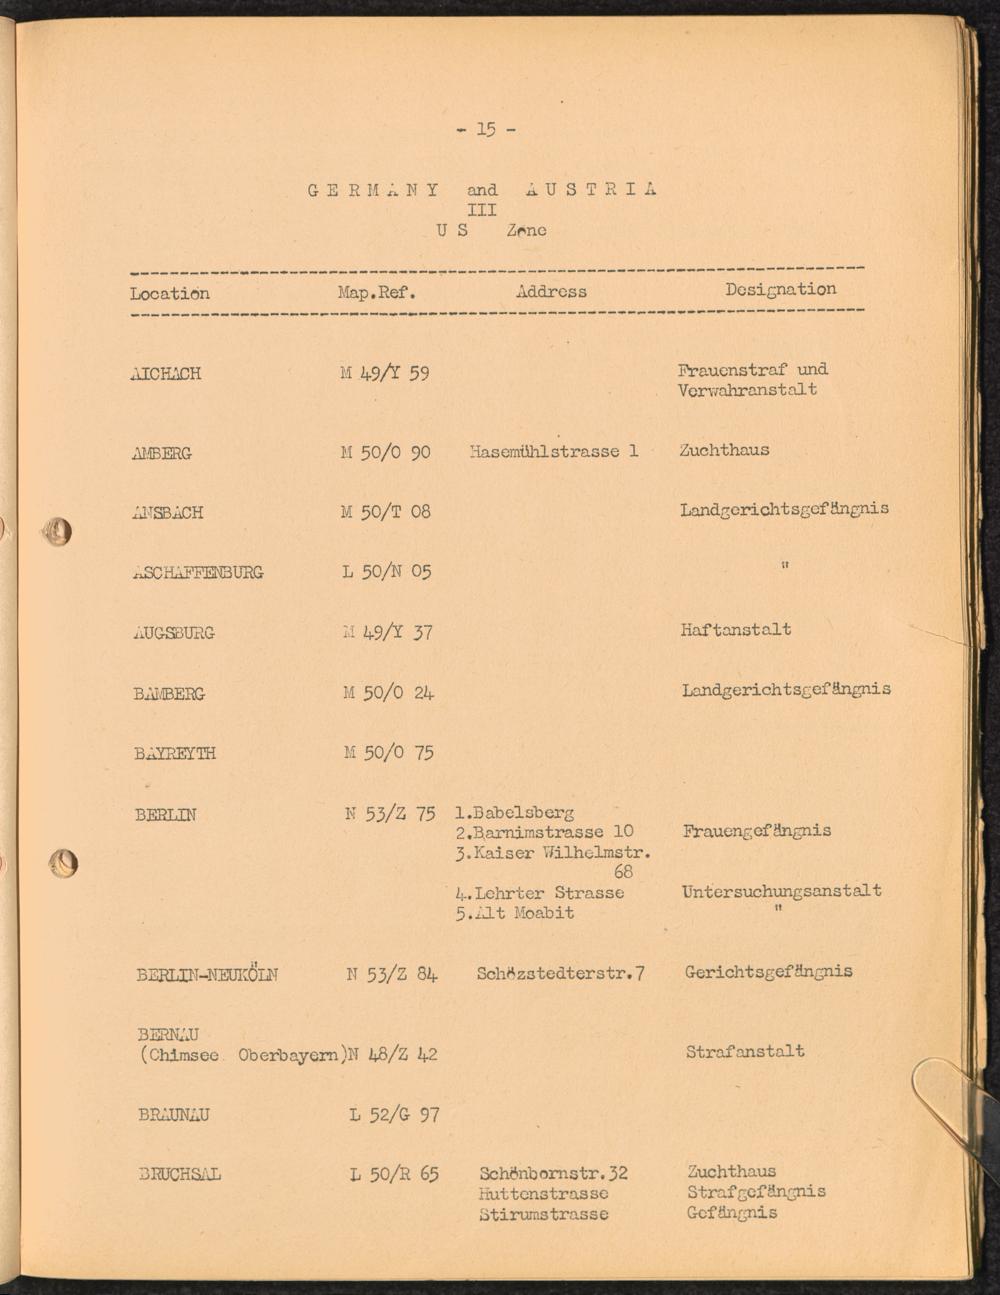 - 15 -
GERMANY and AUSTRIA
III
US Zone
Location Map.Ref. Address Designation
AICHACH M 49/Y 59 Frauenstraf und
Verwahranstalt
AMBERG M 50/O 90 Hasemühlstrasse 1 Zuchthaus
ANSBACH M 50/T 08 Landgerichtsgefängnis
ASCHAFFENBURG L 50/N 05 "
AUGSBURG M 49/Y 37 Haftanstalt
BAMBERG M 50/O 24 Landgerichtsgefängnis
BAYREYTH M 50/O 75
BERLIN N 53/Z 75 1.Babelsberg
2.Barnimstrasse 10 Frauengefängnis
3.Kaiser Wilhelmstr.
68
4.Lehrter Strasse Untersuchungsanstalt
5.Alt Moabit "
BERLIN-NEUKÖLN N 53/Z 84 Schözstedterstr.7 Gerichtsgefängnis
BERNAU
(Chimsee Oberbayern)N 48/Z 42 Strafanstalt
BRAUNAU L 52/G 97
BRUCHSAL L 50/R 65 Schönbornstr.32 Zuchthaus
Huttenstrasse Strafgefängnis
Stirumstrasse Gefängnis